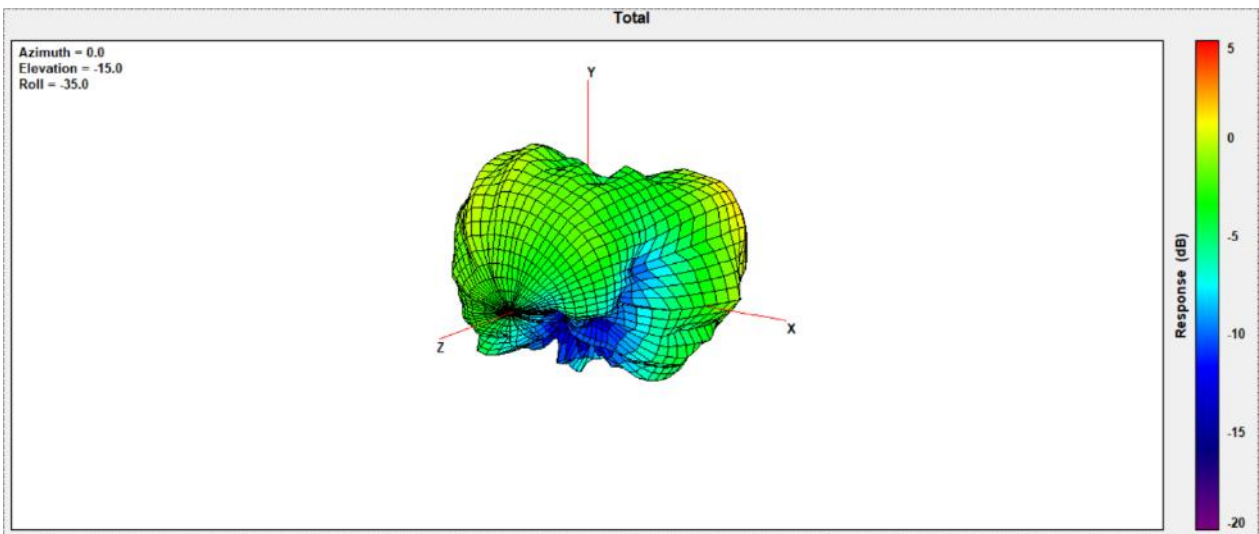 Total
Azimuth = 0.0
Elevation = -15.0
Roll = -35.0
Y
X
Z
5
0
-5
-10
-15
-20
Response (dB)